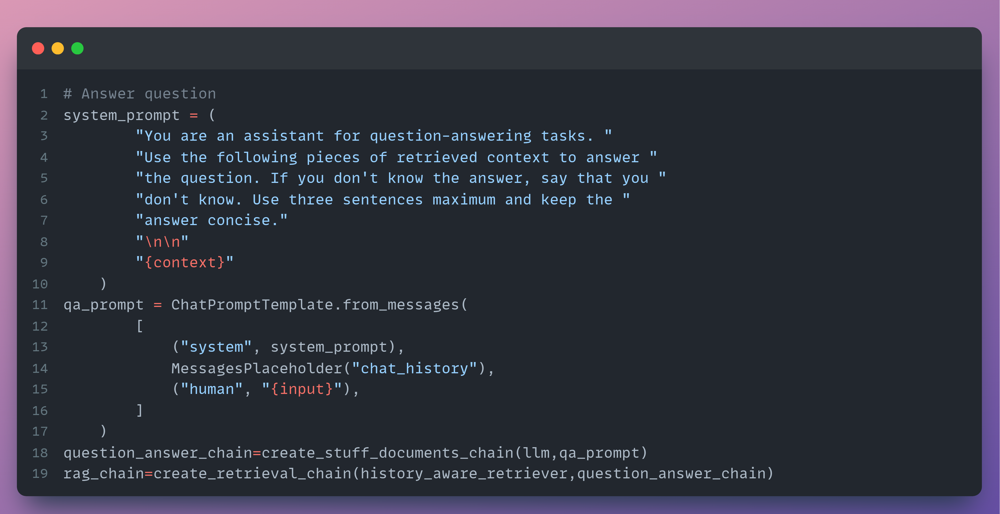 1 # Answer question
2 system_prompt = (
3         "You are an assistant for question-answering tasks. "
4         "Use the following pieces of retrieved context to answer "
5         "the question. If you don't know the answer, say that you "
6         "don't know. Use three sentences maximum and keep the "
7         "answer concise."
8         "\n\n"
9         "{context}"
10     )
11 qa_prompt = ChatPromptTemplate.from_messages(
12         [
13             ("system", system_prompt),
14             MessagesPlaceholder("chat_history"),
15             ("human", "{input}"),
16         ]
17     )
18 question_answer_chain=create_stuff_documents_chain(llm,qa_prompt)
19 rag_chain=create_retrieval_chain(history_aware_retriever,question_answer_chain)